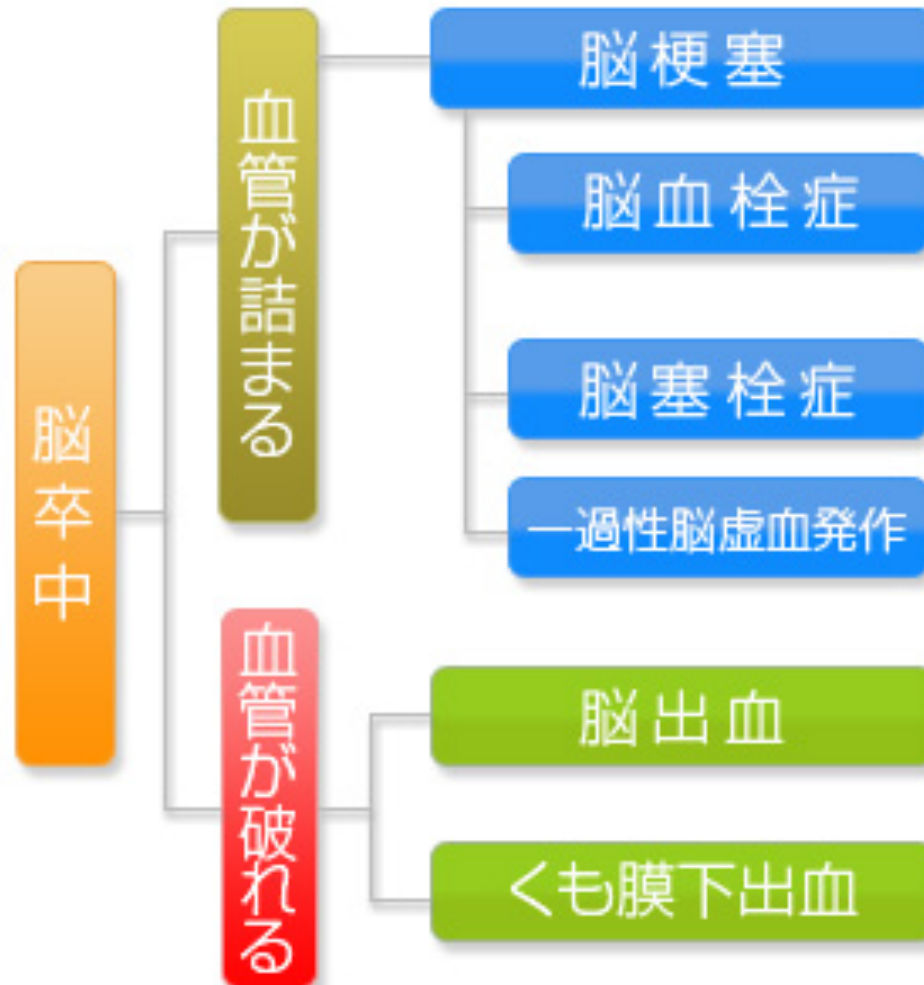 脳卒中
血管が詰まる
脳梗塞
脳血栓症
脳塞栓症
一過性脳虚血発作
血管が破れる
脳出血
くも膜下出血